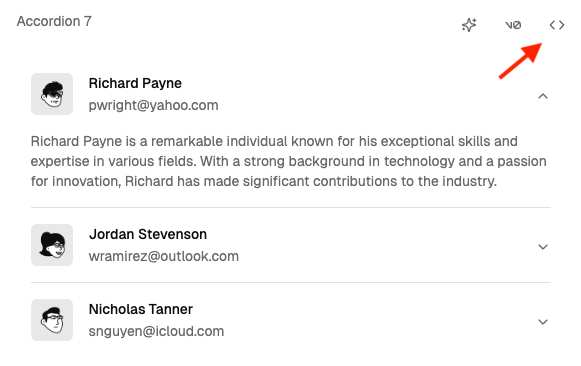 Accordion 7
v0
Richard Payne
pwright@yahoo.com
Richard Payne is a remarkable individual known for his exceptional skills and
expertise in various fields. With a strong background in technology and a passion
for innovation, Richard has made significant contributions to the industry.
Jordan Stevenson
wramirez@outlook.com
Nicholas Tanner
snguyen@icloud.com